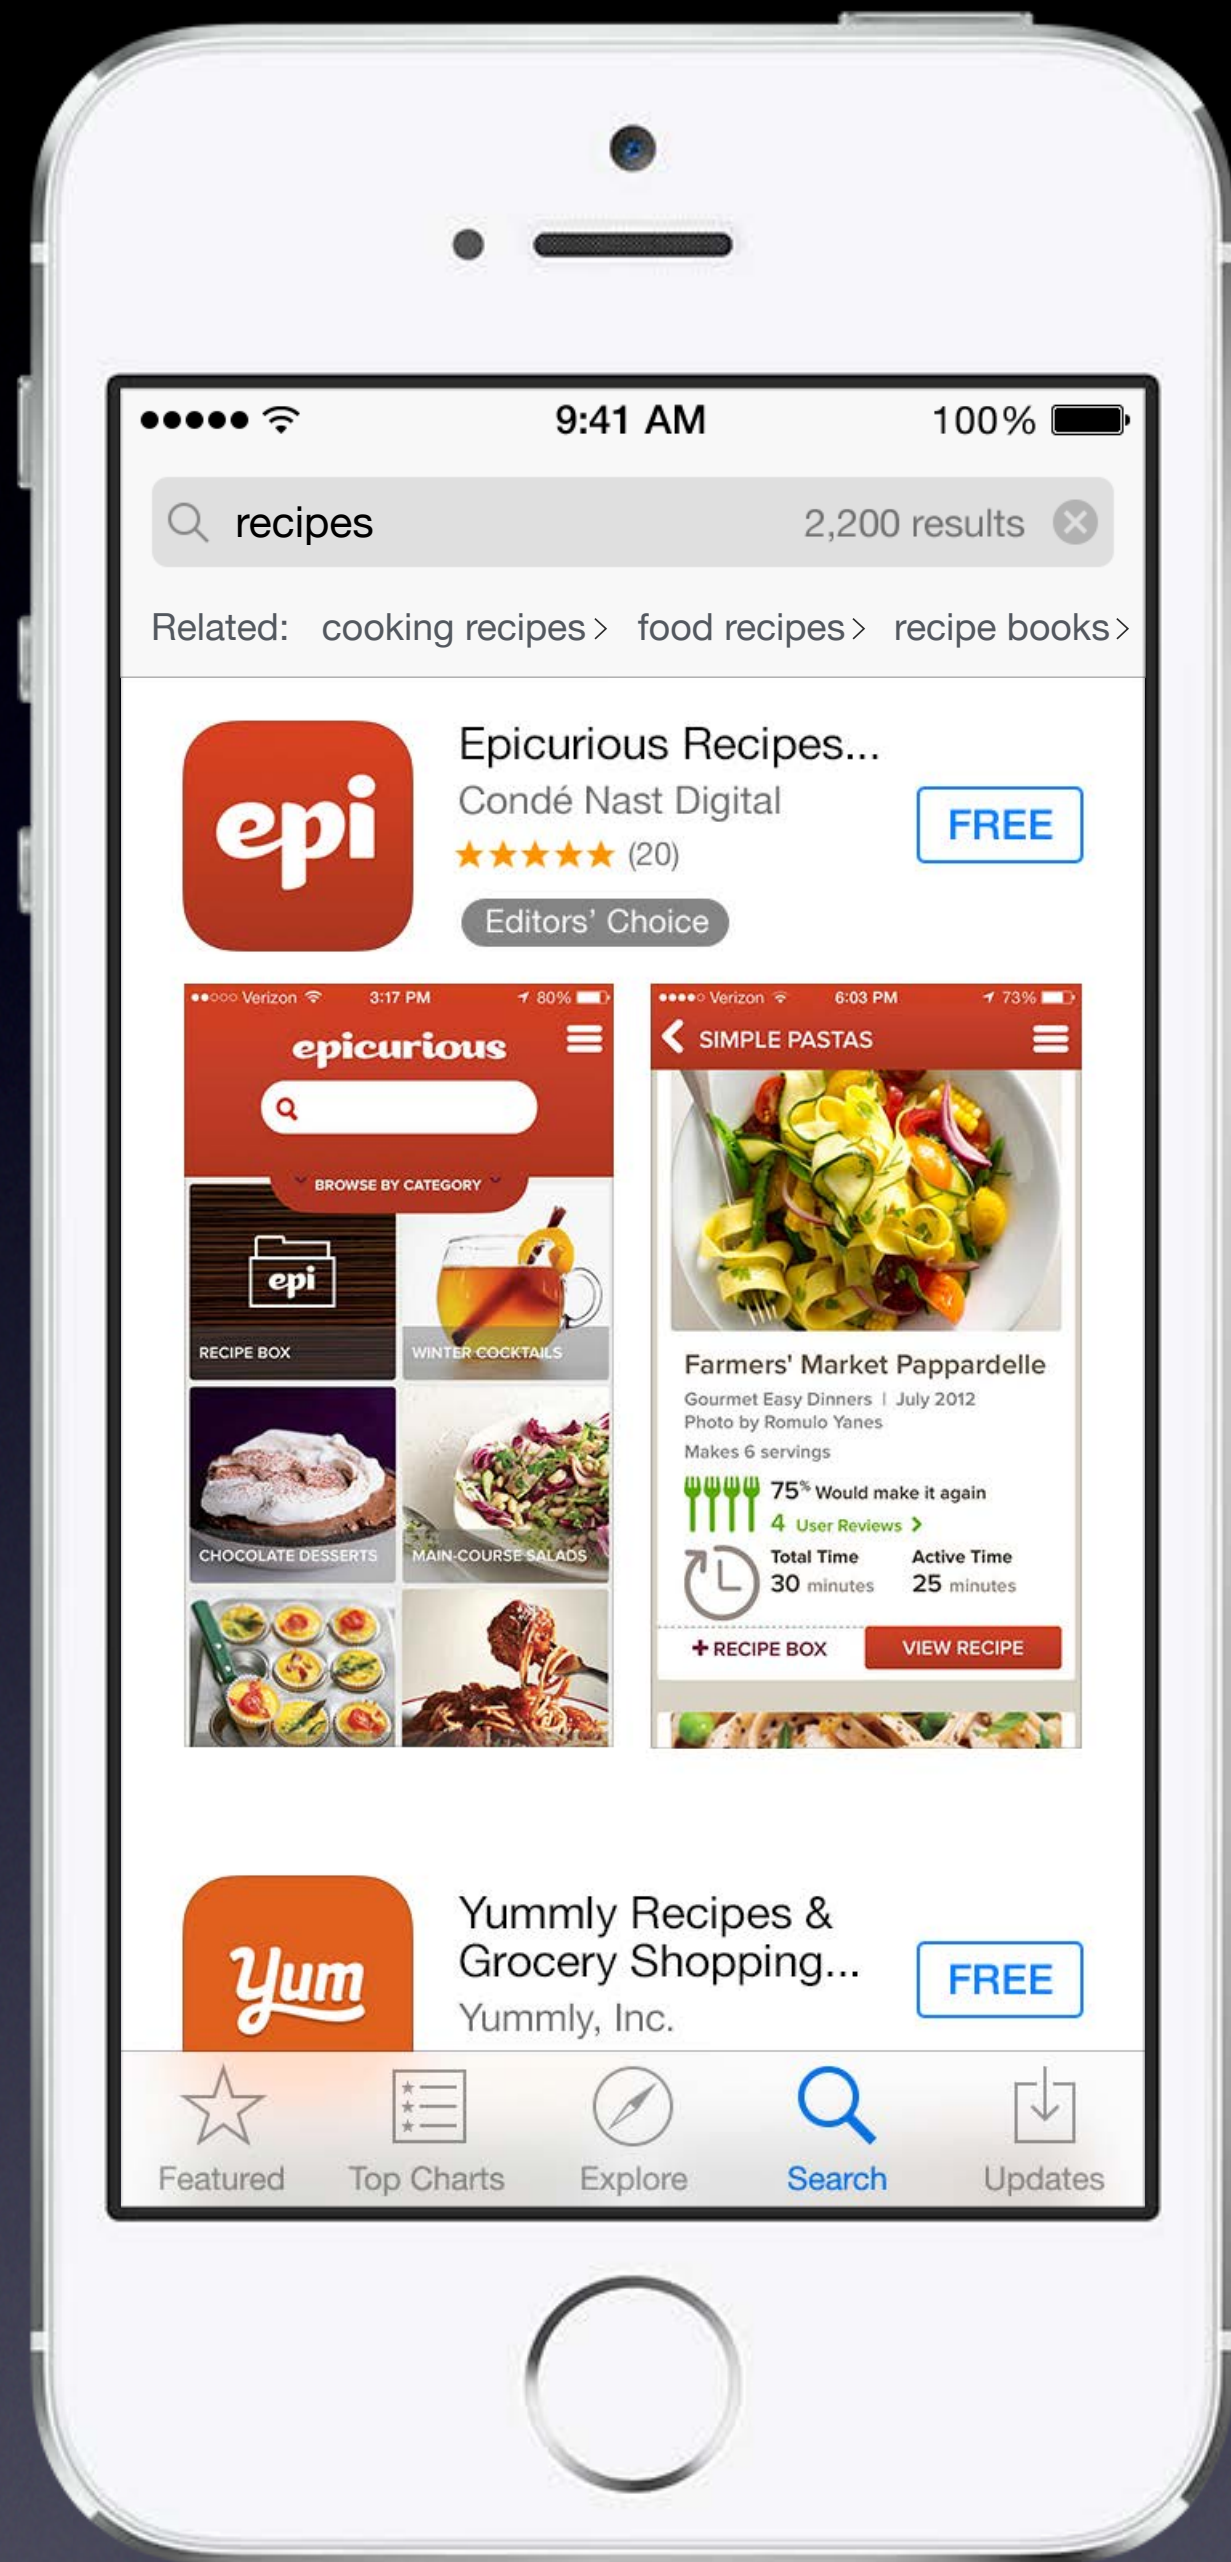 9:41 AM 100%
recipes 2,200 results
Related: cooking recipes > food recipes > recipe books >
epi
Epicurious Recipes...
Condé Nast Digital
★★★★★ (20)
Editors' Choice
FREE
Verizon 3:17 PM 80%
epicurious
BROWSE BY CATEGORY
epi
RECIPE BOX
WINTER COCKTAILS
CHOCOLATE DESSERTS
MAIN-COURSE SALADS
Verizon 6:03 PM 73%
SIMPLE PASTAS
Farmers' Market Pappardelle
Gourmet Easy Dinners | July 2012
Photo by Romulo Yanes
Makes 6 servings
75% Would make it again
4 User Reviews >
Total Time Active Time
30 minutes 25 minutes
+ RECIPE BOX VIEW RECIPE
Yum
Yummly Recipes &
Grocery Shopping...
Yummly, Inc.
FREE
Featured Top Charts Explore Search Updates